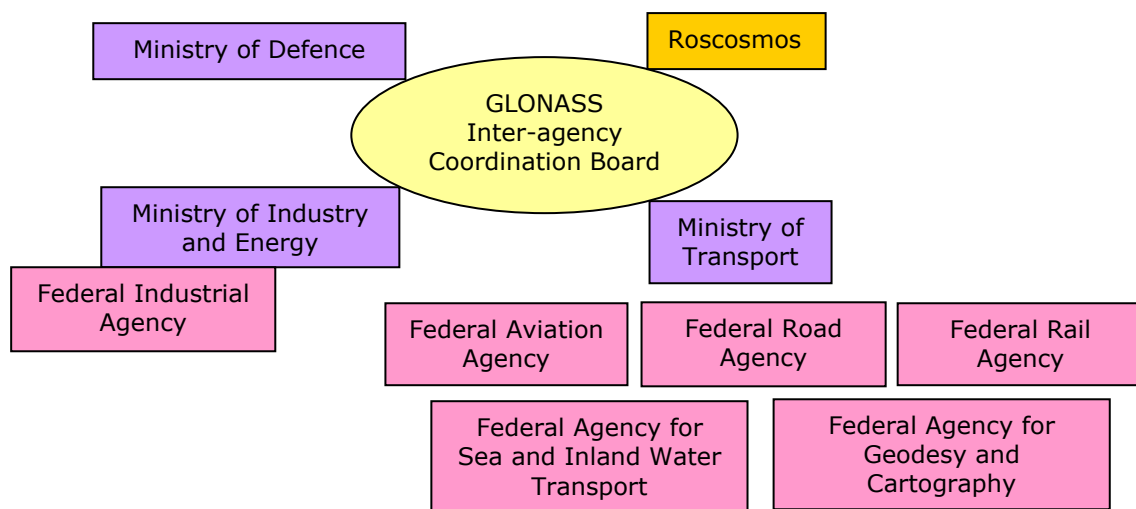 Ministry of Defence
Roscosmos
GLONASS
Inter-agency
Coordination Board
Ministry of Industry
and Energy
Ministry of
Transport
Federal Industrial
Agency
Federal Aviation
Agency
Federal Road
Agency
Federal Rail
Agency
Federal Agency for
Sea and Inland Water
Transport
Federal Agency for
Geodesy and
Cartography